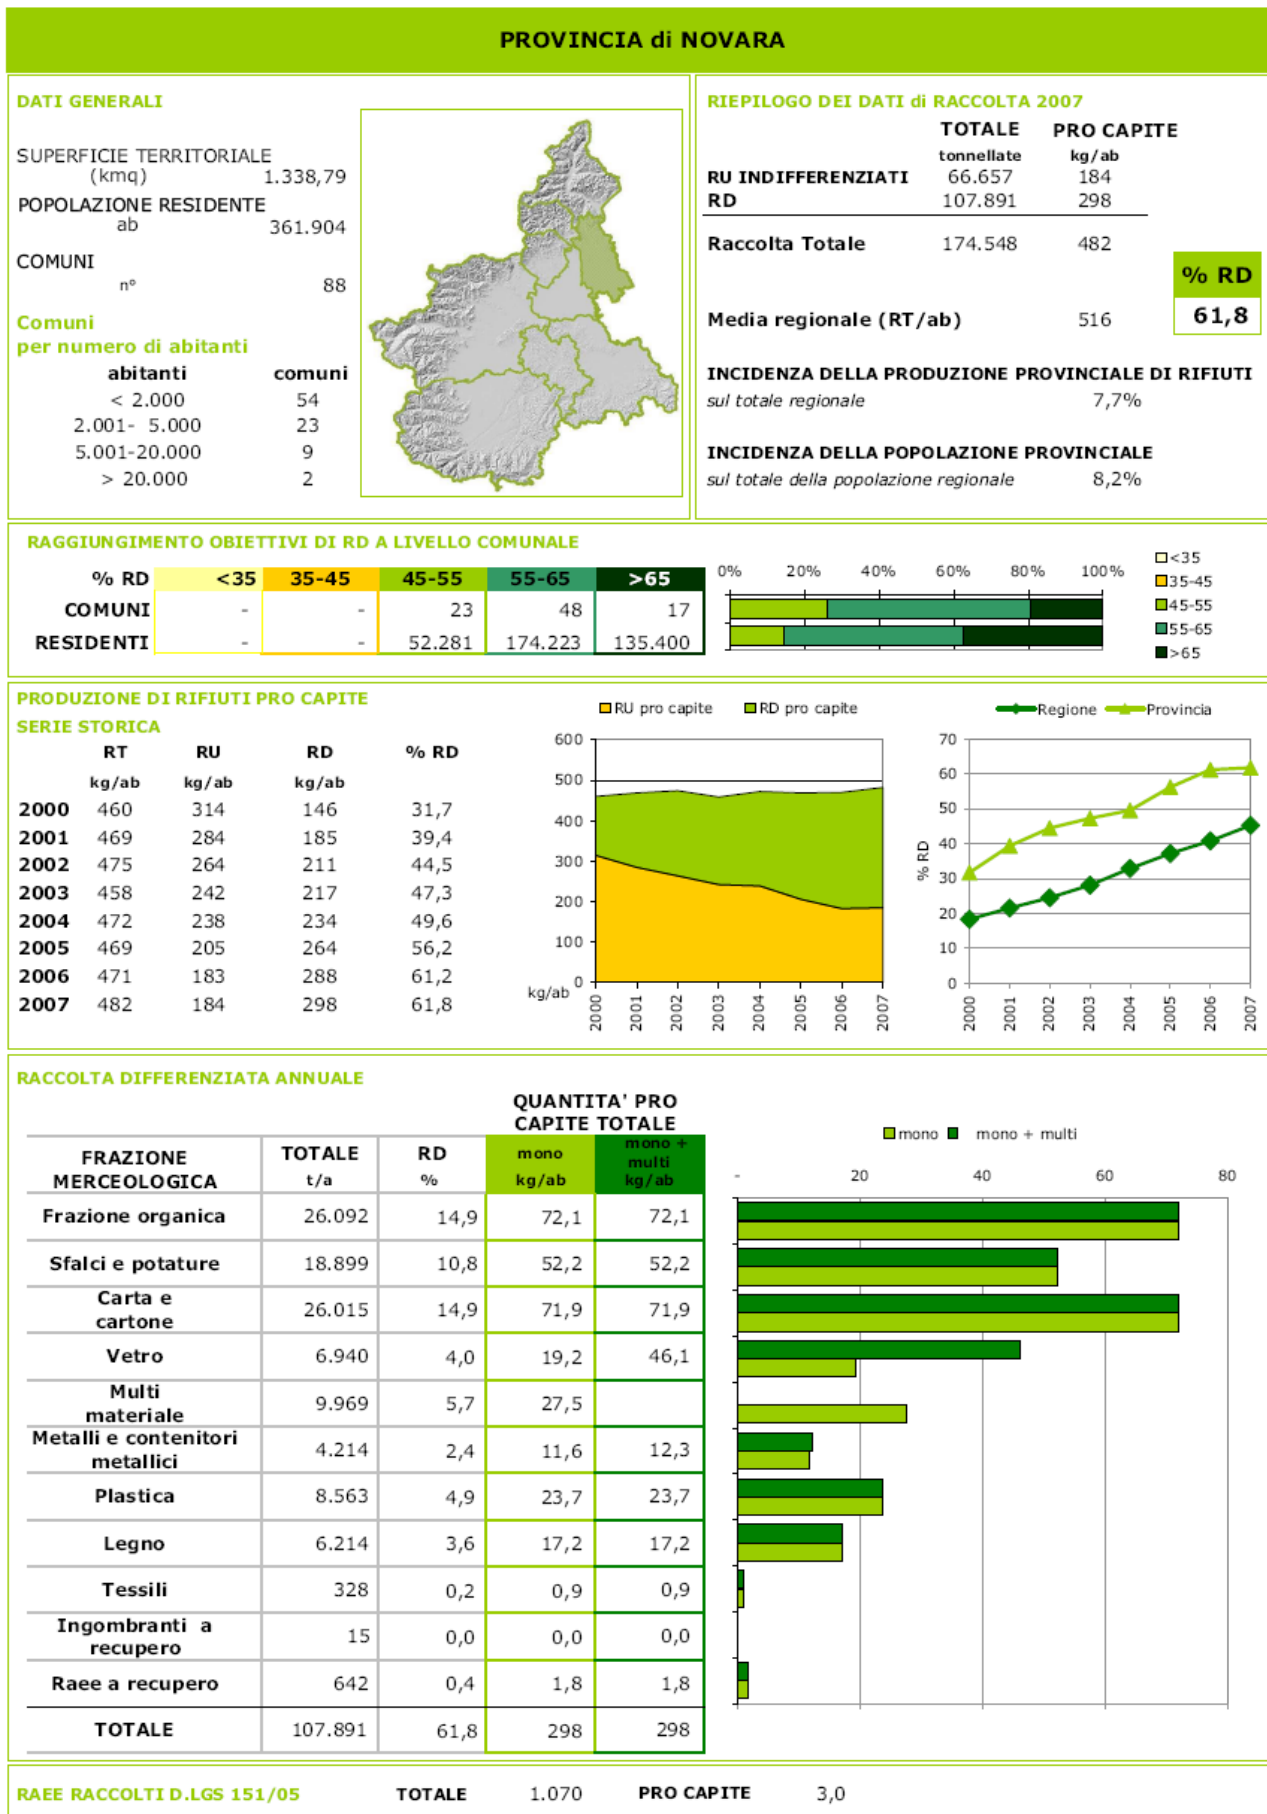 PROVINCIA di NOVARA
DATI GENERALI
SUPERFICIE TERRITORIALE
(kmq) 1.338,79
POPOLAZIONE RESIDENTE
ab 361.904
COMUNI
n° 88
Comuni
per numero di abitanti
abitanti comuni
< 2.000 54
2.001- 5.000 23
5.001-20.000 9
> 20.000 2
RIEPILOGO DEI DATI di RACCOLTA 2007
TOTALE PRO CAPITE
tonnellate kg/ab
RU INDIFFERENZIATI 66.657 184
RD 107.891 298
Raccolta Totale 174.548 482
% RD
61,8
Media regionale (RT/ab) 516
INCIDENZA DELLA PRODUZIONE PROVINCIALE DI RIFIUTI
sul totale regionale 7,7%
INCIDENZA DELLA POPOLAZIONE PROVINCIALE
sul totale della popolazione regionale 8,2%
RAGGIUNGIMENTO OBIETTIVI DI RD A LIVELLO COMUNALE
% RD <35 35-45 45-55 55-65 >65
COMUNI - - 23 48 17
RESIDENTI - - 52.281 174.223 135.400
0% 20% 40% 60% 80% 100%
<35
35-45
45-55
55-65
>65
PRODUZIONE DI RIFIUTI PRO CAPITE
SERIE STORICA
RT RU RD % RD
kg/ab kg/ab kg/ab
2000 460 314 146 31,7
2001 469 284 185 39,4
2002 475 264 211 44,5
2003 458 242 217 47,3
2004 472 238 234 49,6
2005 469 205 264 56,2
2006 471 183 288 61,2
2007 482 184 298 61,8
RU pro capite RD pro capite
600
500
400
300
200
100
0
kg/ab
2000 2001 2002 2003 2004 2005 2006 2007
Regione Provincia
% RD
70
60
50
40
30
20
10
0
2000 2001 2002 2003 2004 2005 2006 2007
RACCOLTA DIFFERENZIATA ANNUALE
QUANTITA' PRO
CAPITE TOTALE
FRAZIONE
MERCEOLOGICA
TOTALE
t/a
RD
%
mono
kg/ab
mono +
multi
kg/ab
Frazione organica 26.092 14,9 72,1 72,1
Sfalci e potature 18.899 10,8 52,2 52,2
Carta e
cartone 26.015 14,9 71,9 71,9
Vetro 6.940 4,0 19,2 46,1
Multi
materiale 9.969 5,7 27,5
Metalli e contenitori
metallici 4.214 2,4 11,6 12,3
Plastica 8.563 4,9 23,7 23,7
Legno 6.214 3,6 17,2 17,2
Tessili 328 0,2 0,9 0,9
Ingombranti a
recupero 15 0,0 0,0 0,0
Raee a recupero 642 0,4 1,8 1,8
TOTALE 107.891 61,8 298 298
mono mono + multi
- 20 40 60 80
RAEE RACCOLTI D.LGS 151/05 TOTALE 1.070 PRO CAPITE 3,0